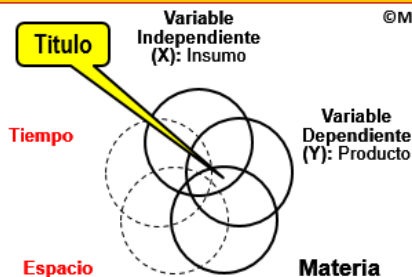 Variable
Independiente
(X): Insumo
©M
Titulo
Tiempo
Variable
Dependiente
(Y): Producto
Espacio
Materia